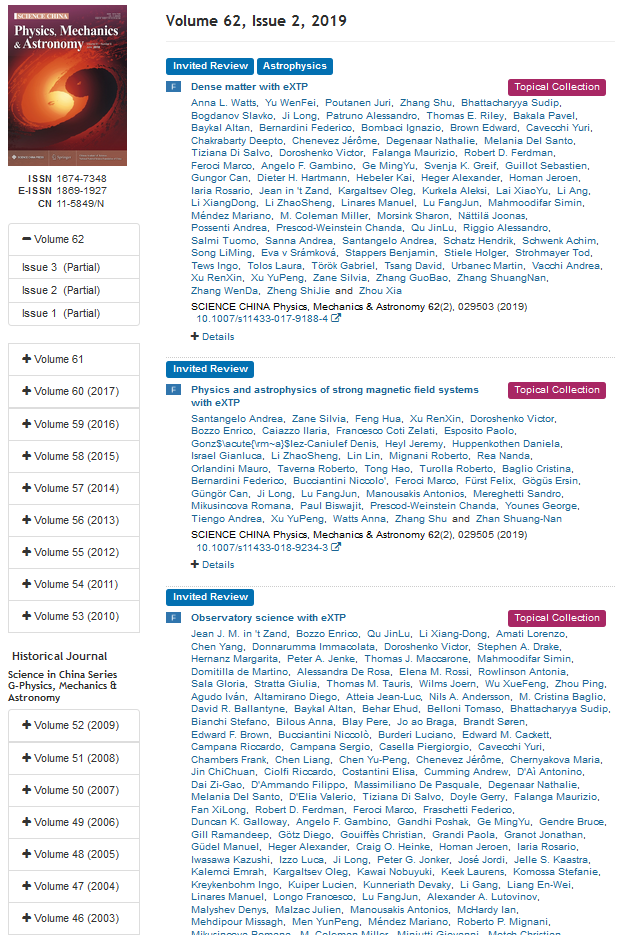 SCIENCE CHINA
Physics, Mechanics
& Astronomy
ISSN 1674-7348
E-ISSN 1869-1927
CN 11-5849/N
Volume 62
Issue 3 (Partial)
Issue 2 (Partial)
Issue 1 (Partial)
Volume 61
Volume 60 (2017)
Volume 59 (2016)
Volume 58 (2015)
Volume 57 (2014)
Volume 56 (2013)
Volume 55 (2012)
Volume 54 (2011)
Volume 53 (2010)
Historical Journal
Science in China Series
G-Physics, Mechanics &
Astronomy
Volume 52 (2009)
Volume 51 (2008)
Volume 50 (2007)
Volume 49 (2006)
Volume 48 (2005)
Volume 47 (2004)
Volume 46 (2003)
Volume 62, Issue 2, 2019
Invited Review Astrophysics
F Dense matter with eXTP Topical Collection
Anna L. Watts, Yu WenFei, Poutanen Juri, Zhang Shu, Bhattacharyya Sudip,
Bogdanov Slavko, Ji Long, Patruno Alessandro, Thomas E. Riley, Bakala Pavel,
Baykal Altan, Bernardini Federico, Bombaci Ignazio, Brown Edward, Cavecchi Yuri,
Chakrabarty Deepto, Chenevez Jérôme, Degenaar Nathalie, Melania Del Santo,
Tiziana Di Salvo, Doroshenko Victor, Falanga Maurizio, Robert D. Ferdman,
Feroci Marco, Angelo F. Gambino, Ge MingYu, Svenja K. Greif, Guillot Sebastien,
Gungor Can, Dieter H. Hartmann, Hebeler Kai, Heger Alexander, Homan Jeroen,
Iaria Rosario, Jean in 't Zand, Kargaltsev Oleg, Kurkela Aleksi, Lai XiaoYu, Li Ang,
Li XiangDong, Li ZhaoSheng, Linares Manuel, Lu FangJun, Mahmoodifar Simin,
Méndez Mariano, M. Coleman Miller, Morsink Sharon, Nättilä Joonas,
Possenti Andrea, Prescod-Weinstein Chanda, Qu JinLu, Riggio Alessandro,
Salmi Tuomo, Sanna Andrea, Santangelo Andrea, Schatz Hendrik, Schwenk Achim,
Song LiMing, Eva v Srámková, Stappers Benjamin, Stiele Holger, Strohmayer Tod,
Tews Ingo, Tolos Laura, Török Gabriel, Tsang David, Urbanec Martin, Vacchi Andrea,
Xu RenXin, Xu YuPeng, Zane Silvia, Zhang GuoBao, Zhang ShuangNan,
Zhang WenDa, Zheng ShiJie and Zhou Xia
SCIENCE CHINA Physics, Mechanics & Astronomy 62(2), 029503 (2019)
10.1007/s11433-017-9188-4
Details
Invited Review
F Physics and astrophysics of strong magnetic field systems Topical Collection
with eXTP
Santangelo Andrea, Zane Silvia, Feng Hua, Xu RenXin, Doroshenko Victor,
Bozzo Enrico, Caiazzo Ilaria, Francesco Coti Zelati, Esposito Paolo,
Gonz$\acute{\rm~a}$lez-Caniulef Denis, Heyl Jeremy, Huppenkothen Daniela,
Israel Gianluca, Li ZhaoSheng, Lin Lin, Mignani Roberto, Rea Nanda,
Orlandini Mauro, Taverna Roberto, Tong Hao, Turolla Roberto, Baglio Cristina,
Bernardini Federico, Bucciantini Niccolo', Feroci Marco, Fürst Felix, Göğüs Ersin,
Güngör Can, Ji Long, Lu FangJun, Manousakis Antonios, Mereghetti Sandro,
Mikusincova Romana, Paul Biswajit, Prescod-Weinstein Chanda, Younes George,
Tiengo Andrea, Xu YuPeng, Watts Anna, Zhang Shu and Zhan Shuang-Nan
SCIENCE CHINA Physics, Mechanics & Astronomy 62(2), 029505 (2019)
10.1007/s11433-018-9234-3
Details
Invited Review
F Observatory science with eXTP Topical Collection
Jean J. M. in 't Zand, Bozzo Enrico, Qu JinLu, Li Xiang-Dong, Amati Lorenzo,
Chen Yang, Donnarumma Immacolata, Doroshenko Victor, Stephen A. Drake,
Hernanz Margarita, Peter A. Jenke, Thomas J. Maccarone, Mahmoodifar Simin,
Domitilla de Martino, Alessandra De Rosa, Elena M. Rossi, Rowlinson Antonia,
Sala Gloria, Stratta Giulia, Thomas M. Tauris, Wilms Joern, Wu XueFeng, Zhou Ping,
Agudo Iván, Altamirano Diego, Atteia Jean-Luc, Nils A. Andersson, M. Cristina Baglio,
David R. Ballantyne, Baykal Altan, Behar Ehud, Belloni Tomaso, Bhattacharyya Sudip,
Bianchi Stefano, Bilous Anna, Blay Pere, Jo ao Braga, Brandt Søren,
Edward F. Brown, Bucciantini Niccolò, Burderi Luciano, Edward M. Cackett,
Campana Riccardo, Campana Sergio, Casella Piergiorgio, Cavecchi Yuri,
Chambers Frank, Chen Liang, Chen Yu-Peng, Chenevez Jérôme, Chernyakova Maria,
Jin ChiChuan, Ciolfi Riccardo, Costantini Elisa, Cumming Andrew, D'Aì Antonino,
Dai Zi-Gao, D'Ammando Filippo, Massimiliano De Pasquale, Degenaar Nathalie,
Melania Del Santo, D'Elia Valerio, Tiziana Di Salvo, Doyle Gerry, Falanga Maurizio,
Fan XiLong, Robert D. Ferdman, Feroci Marco, Fraschetti Federico,
Duncan K. Galloway, Angelo F. Gambino, Gandhi Poshak, Ge MingYu, Gendre Bruce,
Gill Ramandeep, Götz Diego, Gouiffès Christian, Grandi Paola, Granot Jonathan,
Güdel Manuel, Heger Alexander, Craig O. Heinke, Homan Jeroen, Iaria Rosario,
Iwasawa Kazushi, Izzo Luca, Ji Long, Peter G. Jonker, José Jordi, Jelle S. Kaastra,
Kalemci Emrah, Kargaltsev Oleg, Kawai Nobuyuki, Keek Laurens, Komossa Stefanie,
Kreykenbohm Ingo, Kuiper Lucien, Kunneriath Devaky, Li Gang, Liang En-Wei,
Linares Manuel, Longo Francesco, Lu FangJun, Alexander A. Lutovinov,
Malyshev Denys, Malzac Julien, Manousakis Antonios, McHardy Ian,
Mehdipour Missagh, Men YunPeng, Méndez Mariano, Roberto P. Mignani,
Mikusincova Romana, M. Coleman Miller, Miniutti Giovanni, Motch Christian,